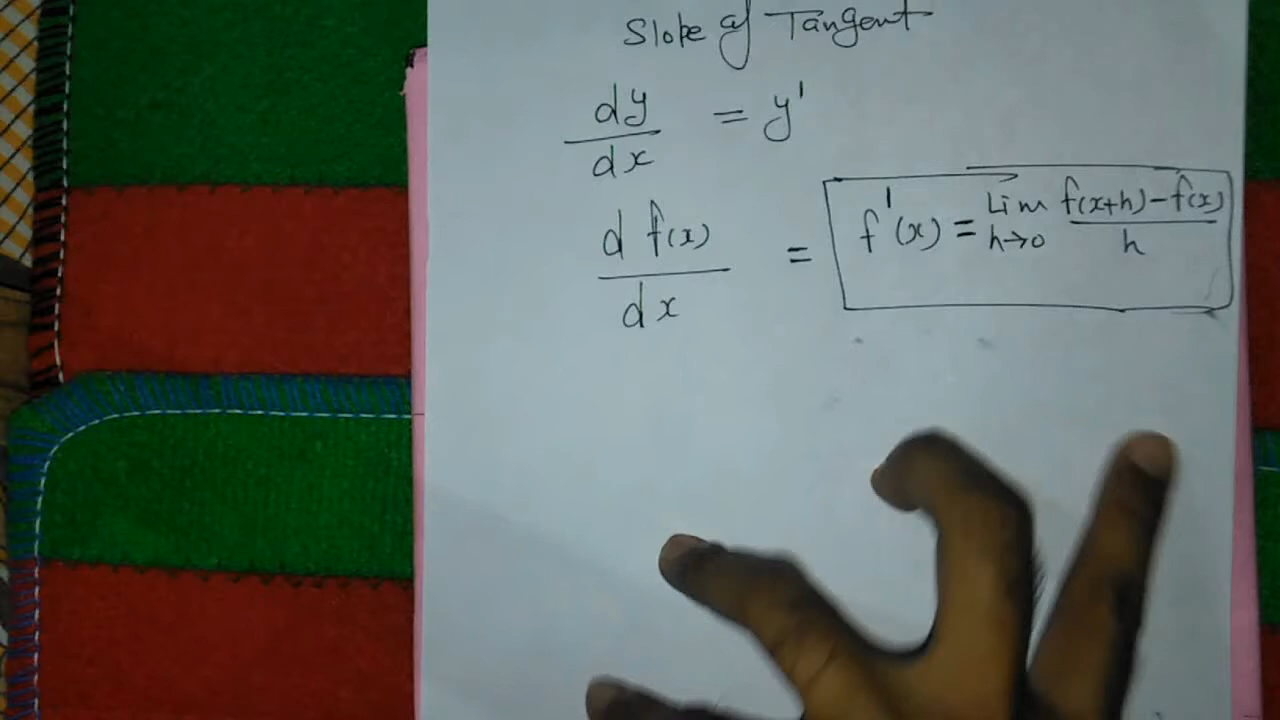 Slope of Tangent
dy/dx = y'
d f(x)/dx = f'(x) = Lim h→0 f(x+h)-f(x)/h